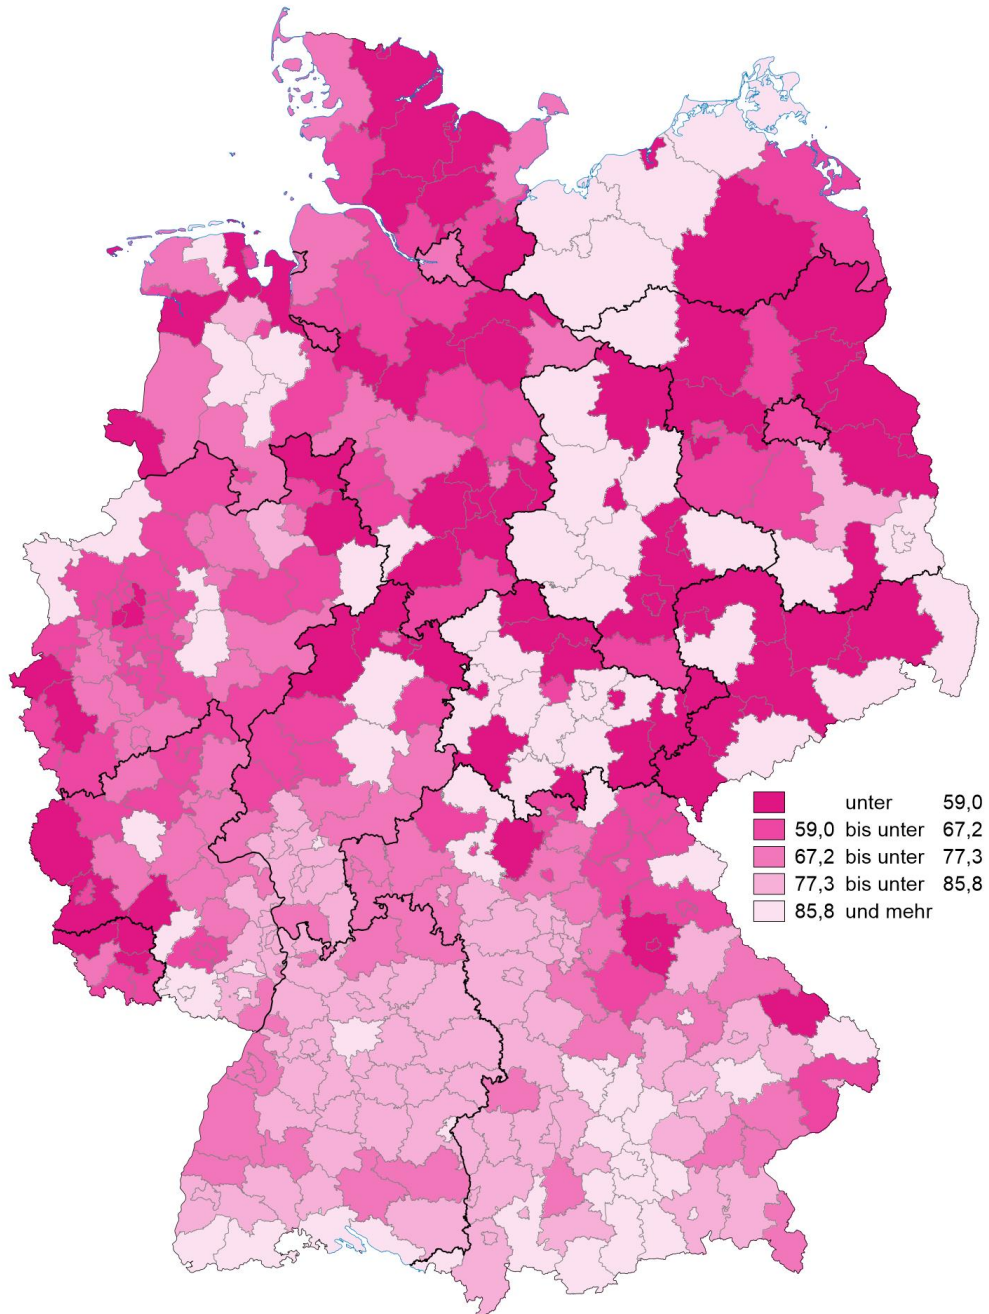 unter 59,0
59,0 bis unter 67,2
67,2 bis unter 77,3
77,3 bis unter 85,8
85,8 und mehr